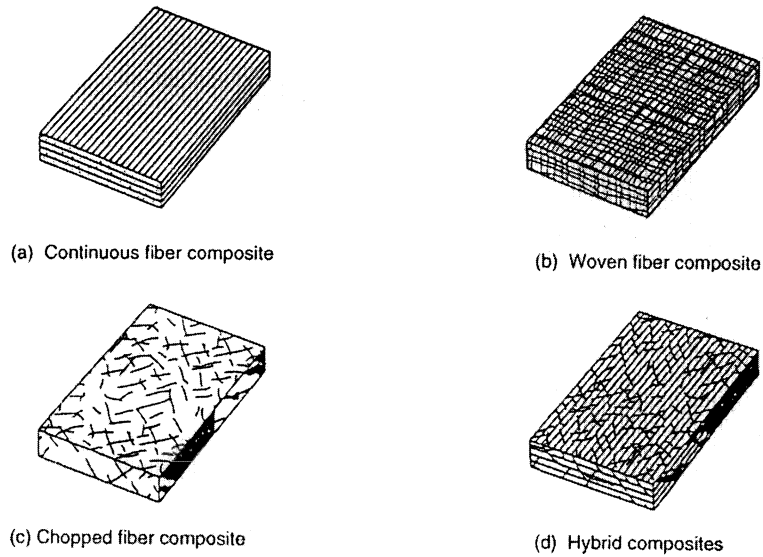 (a) Continuous fiber composite
(b) Woven fiber composite
(c) Chopped fiber composite
(d) Hybrid composites